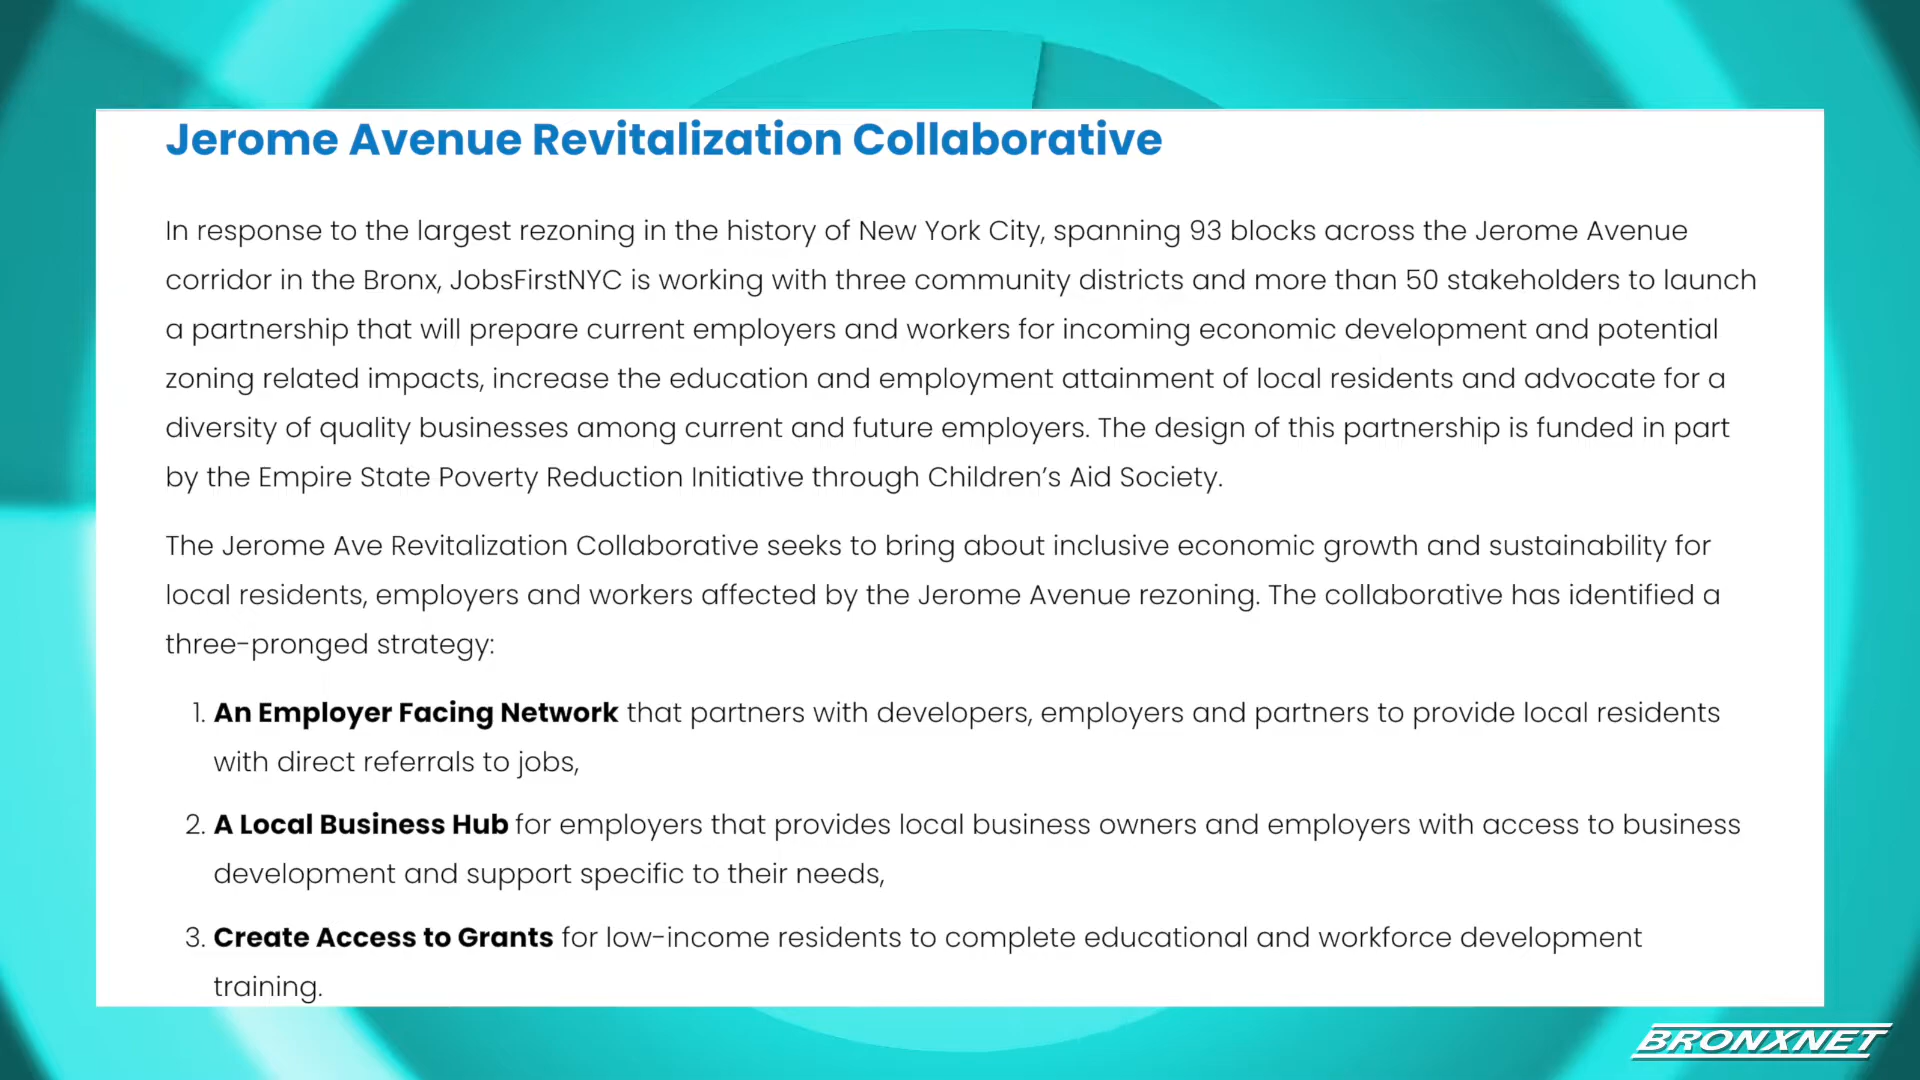 Jerome Avenue Revitalization Collaborative
In response to the largest rezoning in the history of New York City, spanning 93 blocks across the Jerome Avenue
corridor in the Bronx, JobsFirstNYC is working with three community districts and more than 50 stakeholders to launch
a partnership that will prepare current employers and workers for incoming economic development and potential
zoning related impacts, increase the education and employment attainment of local residents and advocate for a
diversity of quality businesses among current and future employers. The design of this partnership is funded in part
by the Empire State Poverty Reduction Initiative through Children’s Aid Society.
The Jerome Ave Revitalization Collaborative seeks to bring about inclusive economic growth and sustainability for
local residents, employers and workers affected by the Jerome Avenue rezoning. The collaborative has identified a
three-pronged strategy:
1. An Employer Facing Network that partners with developers, employers and partners to provide local residents
with direct referrals to jobs,
2. A Local Business Hub for employers that provides local business owners and employers with access to business
development and support specific to their needs,
3. Create Access to Grants for low-income residents to complete educational and workforce development
training.
BRONXNET